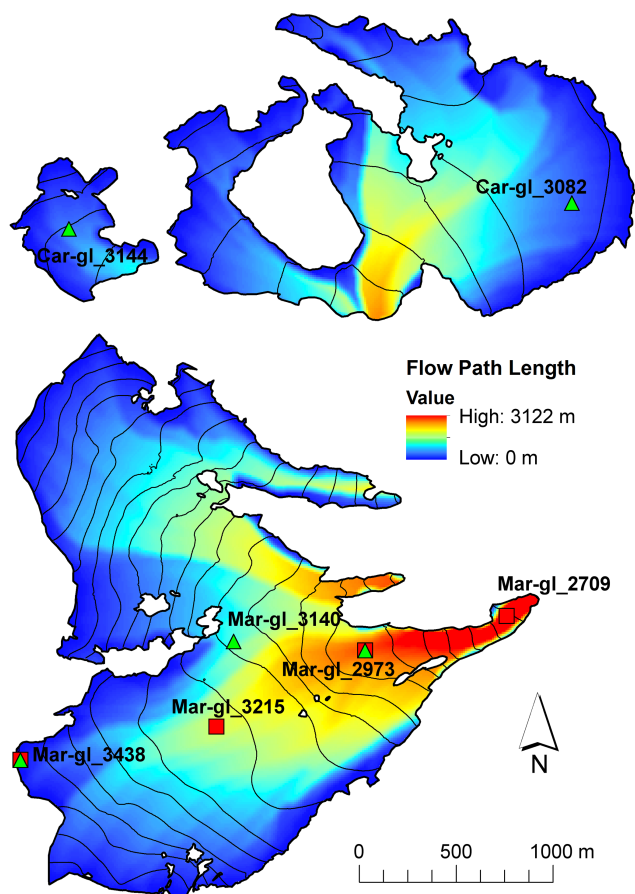 Car-gl_3082
Car-gl_3144
Flow Path Length
Value
High: 3122 m
Low: 0 m
Mar-gl_2709
Mar-gl_3140
Mar-gl_2973
Mar-gl_3215
Mar-gl_3438
N
0 500 1000 m